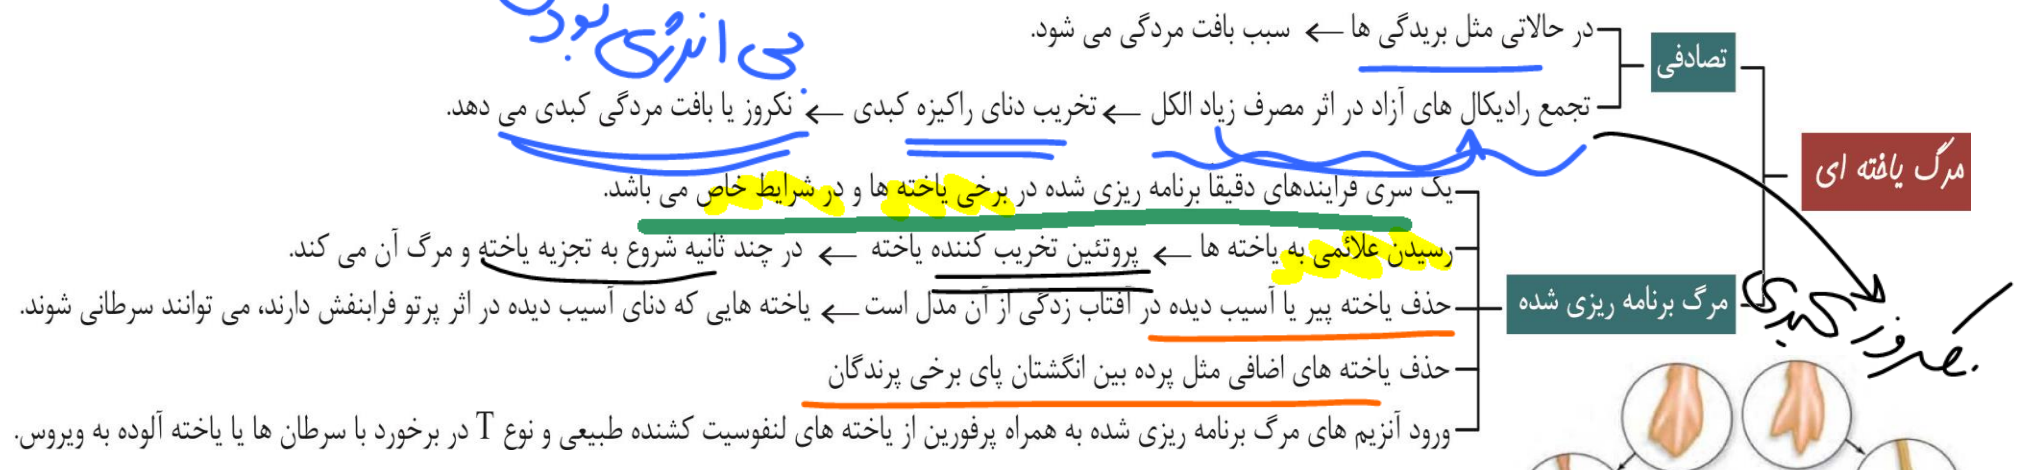 مرگ یاخته ای
تصادفی
در حالاتی مثل بریدگی ها ← سبب بافت مردگی می شود.
تجمع رادیکال های آزاد در اثر مصرف زیاد الکل ← تخریب دنای راکیزه کبدی ← نکروز یا بافت مردگی کبدی می دهد.
بی انرژی بودن
نکروز کبدی
مرگ برنامه ریزی شده
یک سری فرایندهای دقیقا برنامه ریزی شده در برخی یاخته ها و در شرایط خاص می باشد.
رسیدن علائمی به یاخته ها ← پروتئین تخریب کننده یاخته ← در چند ثانیه شروع به تجزیه یاخته و مرگ آن می کند.
حذف یاخته پیر یا آسیب دیده در آفتاب زدگی از آن مدل است ← یاخته هایی که دنای آسیب دیده در اثر پرتو فرابنفش دارند، می توانند سرطانی شوند.
حذف یاخته های اضافی مثل پرده بین انگشتان پای برخی پرندگان
ورود آنزیم های مرگ برنامه ریزی شده به همراه پرفورین از یاخته های لنفوسیت کشنده طبیعی و نوع T در برخورد با سرطان ها یا یاخته آلوده به ویروس.